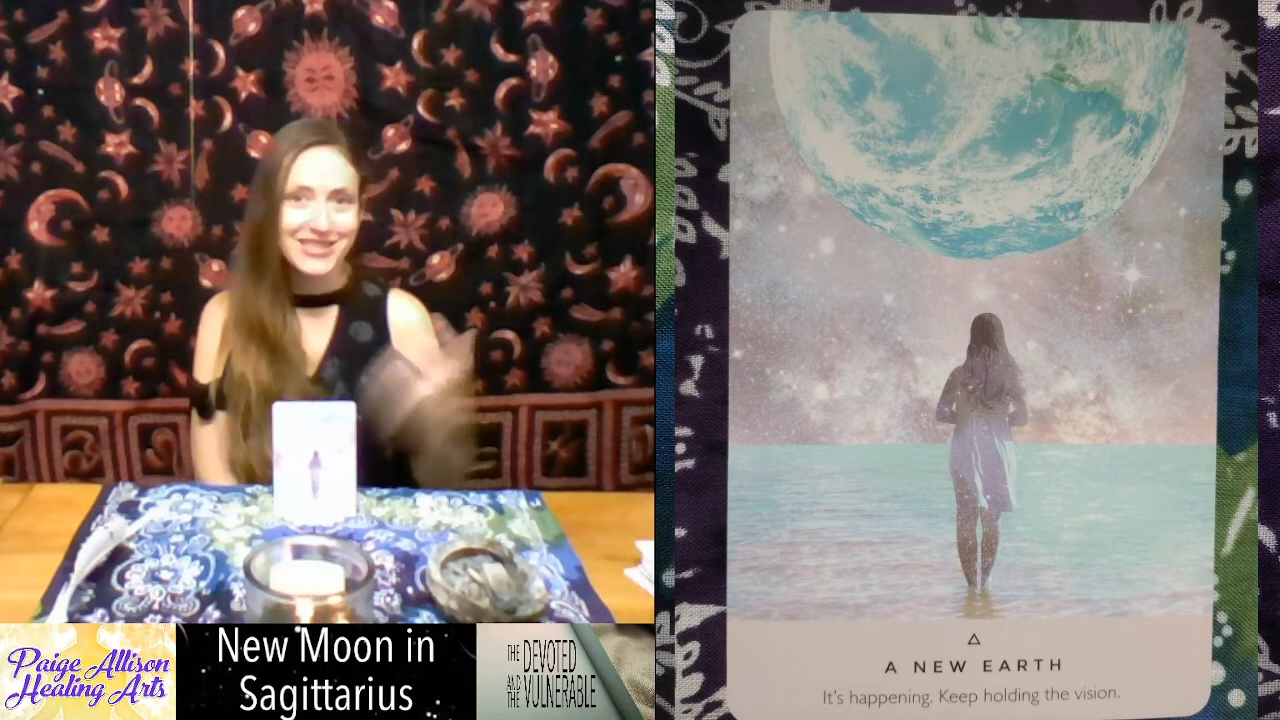 Paige Allison
Healing Arts
New Moon in
Sagittarius
THE DEVOTED
AND THE VULNERABLE
A NEW EARTH
It's happening. Keep holding the vision.